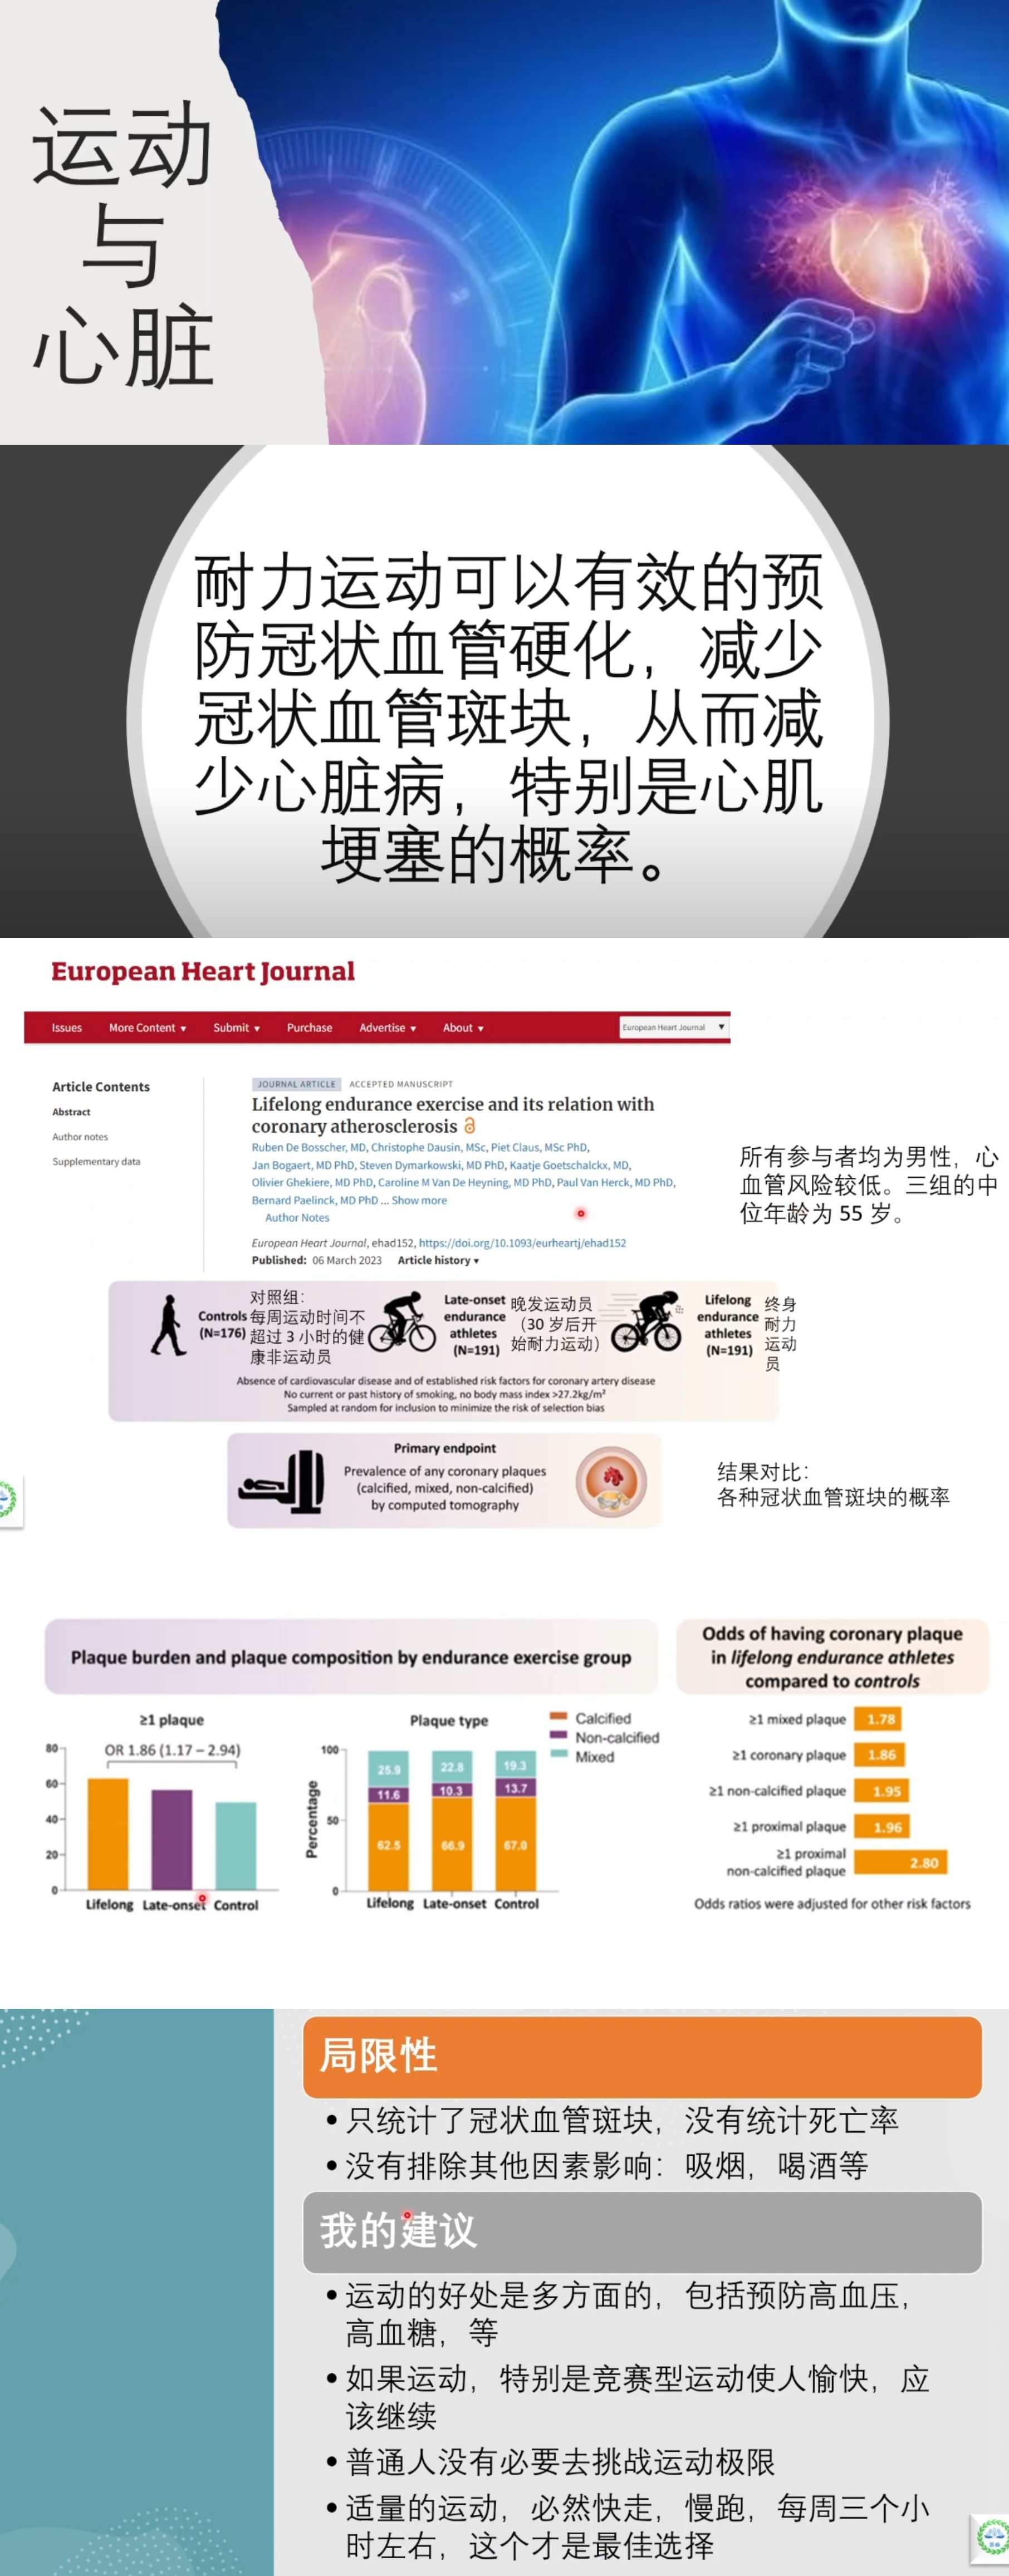 运动
与
心脏
耐力运动可以有效的预
防冠状血管硬化，减少
冠状血管斑块，从而减
少心脏病，特别是心肌
埂塞的概率。
European Heart Journal
Issues More Content ▼ Submit ▼ Purchase Advertise ▼ About ▼ European Heart Journal ▼
Article Contents
Abstract
Author notes
Supplementary data
JOURNAL ARTICLE ACCEPTED MANUSCRIPT
Lifelong endurance exercise and its relation with
coronary atherosclerosis
Ruben De Bosscher, MD, Christophe Dausin, MSc, Piet Claus, MSc PhD,
Jan Bogaert, MD PhD, Steven Dymarkowski, MD PhD, Kaatje Goetschalckx, MD,
Olivier Ghekiere, MD PhD, Caroline M Van De Heyning, MD PhD, Paul Van Herck, MD PhD,
Bernard Paelinck, MD PhD ... Show more
Author Notes
European Heart Journal, ehad152, https://doi.org/10.1093/eurheartj/ehad152
Published: 06 March 2023 Article history ▾
所有参与者均为男性，心
血管风险较低。三组的中
位年龄为 55 岁。
Controls
(N=176)
对照组：
每周运动时间不
超过 3 小时的健
康非运动员
Late-onset
endurance
athletes
(N=191)
晚发运动员
（30 岁后开
始耐力运动）
Lifelong
endurance
athletes
(N=191)
终身
耐力
运动
员
Absence of cardiovascular disease and of established risk factors for coronary artery disease
No current or past history of smoking, no body mass index >27.2kg/m²
Sampled at random for inclusion to minimize the risk of selection bias
Primary endpoint
Prevalence of any coronary plaques
(calcified, mixed, non-calcified)
by computed tomography
结果对比：
各种冠状血管斑块的概率
Plaque burden and plaque composition by endurance exercise group
≥1 plaque
OR 1.86 (1.17 – 2.94)
80
60
40
20
0
Lifelong Late-onset Control
Plaque type
Calcified
Non-calcified
Mixed
Percentage
100
50
0
25.9 22.8 19.3
11.6 10.3 13.7
62.5 66.9 67.0
Lifelong Late-onset Control
Odds of having coronary plaque
in lifelong endurance athletes
compared to controls
≥1 mixed plaque 1.78
≥1 coronary plaque 1.86
≥1 non-calcified plaque 1.95
≥1 proximal plaque 1.96
≥1 proximal
non-calcified plaque 2.80
Odds ratios were adjusted for other risk factors
局限性
• 只统计了冠状血管斑块，没有统计死亡率
• 没有排除其他因素影响：吸烟，喝酒等
我的建议
• 运动的好处是多方面的，包括预防高血压，
高血糖，等
• 如果运动，特别是竞赛型运动使人愉快，应
该继续
• 普通人没有必要去挑战运动极限
• 适量的运动，必然快走，慢跑，每周三个小
时左右，这个才是最佳选择